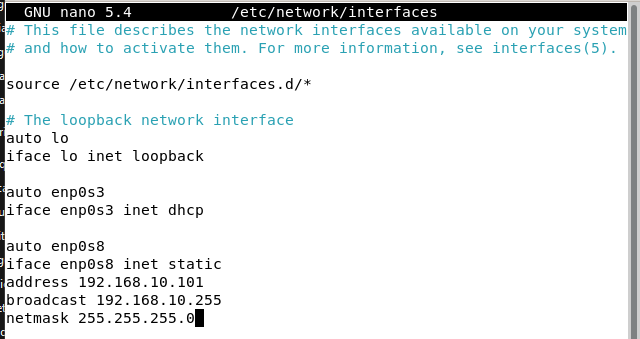 GNU nano 5.4 /etc/network/interfaces
# This file describes the network interfaces available on your system
# and how to activate them. For more information, see interfaces(5).
source /etc/network/interfaces.d/*
# The loopback network interface
auto lo
iface lo inet loopback
auto enp0s3
iface enp0s3 inet dhcp
auto enp0s8
iface enp0s8 inet static
address 192.168.10.101
broadcast 192.168.10.255
netmask 255.255.255.0